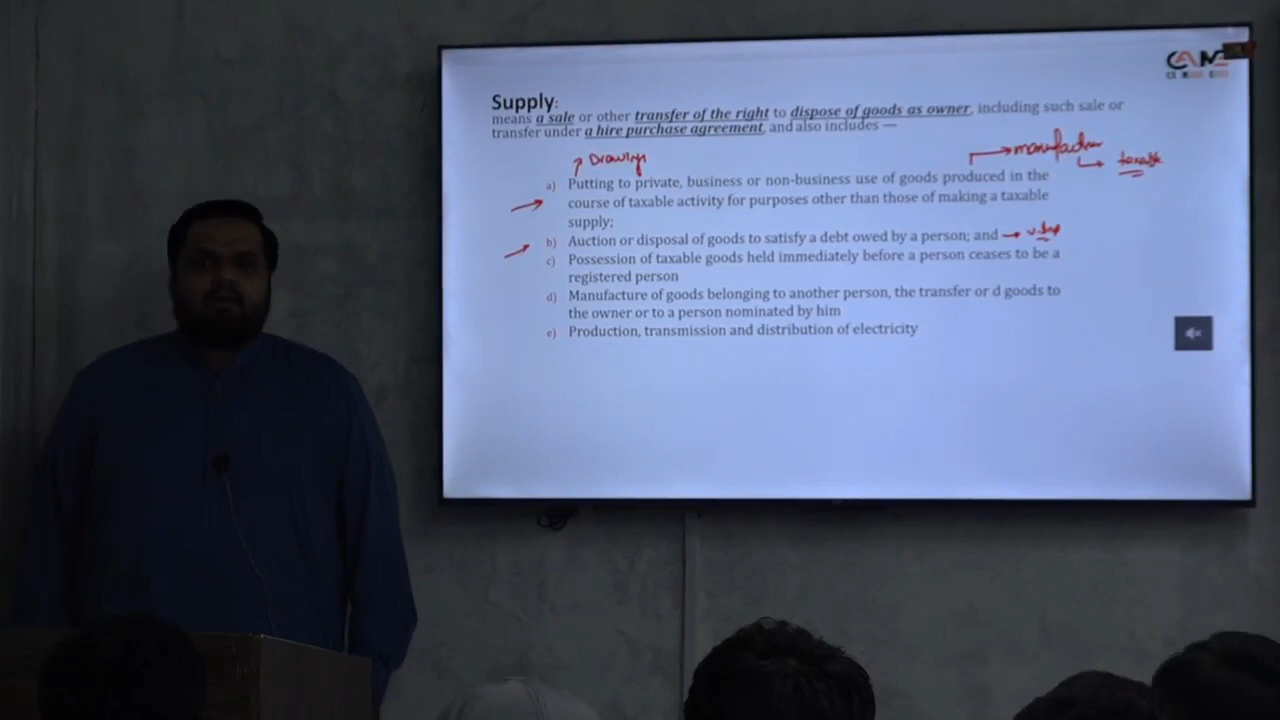 CA
Supply:
means a sale or other transfer of the right to dispose of goods as owner, including such sale or
transfer under a hire purchase agreement, and also includes —
Drawings
manufacture
taxable
a) Putting to private, business or non-business use of goods produced in the
course of taxable activity for purposes other than those of making a taxable
supply;
b) Auction or disposal of goods to satisfy a debt owed by a person; and
c) Possession of taxable goods held immediately before a person ceases to be a
registered person
d) Manufacture of goods belonging to another person, the transfer or d goods to
the owner or to a person nominated by him
e) Production, transmission and distribution of electricity